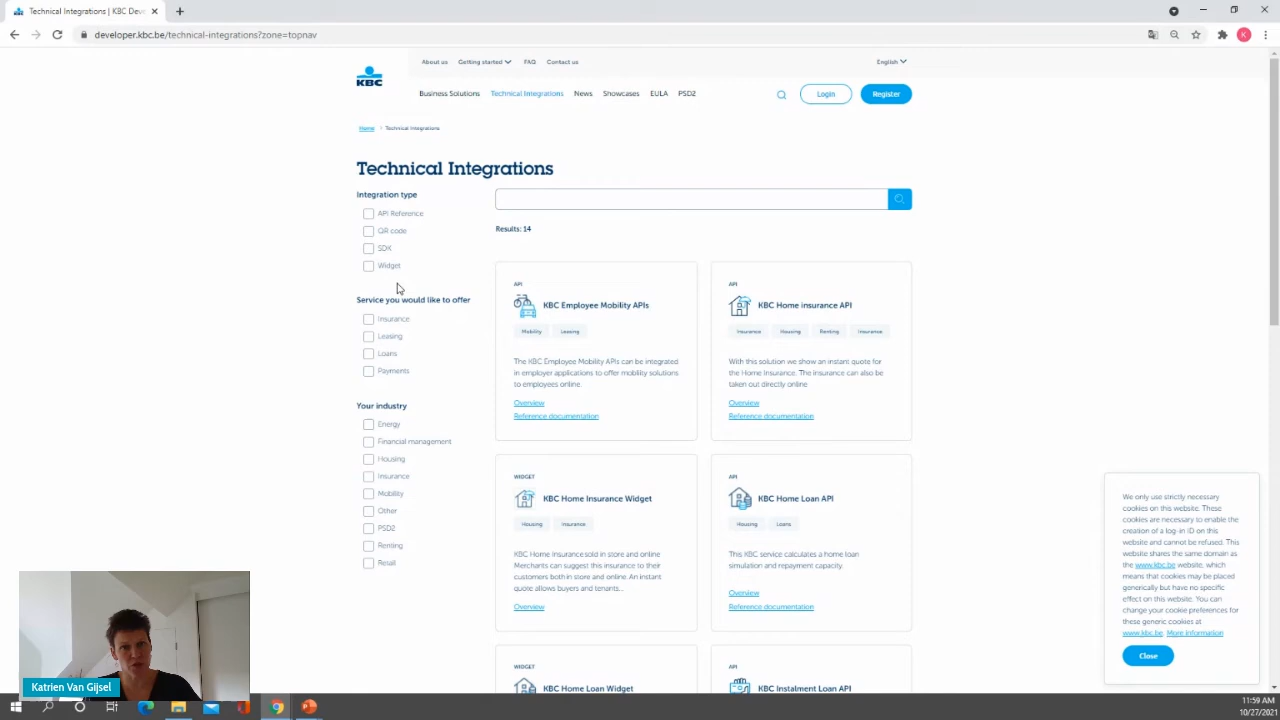 Technical Integrations | KBC Dev
developer.kbc.be/technical-integrations?zone=topnav
K
About us Getting started FAQ Contact us English
KBC
Business Solutions Technical Integrations News Showcases EULA PSD2 Login Register
Home > Technical Integrations
Technical Integrations
Integration type
API Reference
QR code
SDK
Widget
Service you would like to offer
Insurance
Leasing
Loans
Payments
Your industry
Energy
Financial management
Housing
Insurance
Mobility
Other
PSD2
Renting
Retail
Results: 14
API
KBC Employee Mobility APIs
Mobility Leasing
The KBC Employee Mobility APIs can be integrated
in employer applications to offer mobility solutions
to employees online.
Overview
Reference documentation
API
KBC Home insurance API
Insurance Housing Renting Insurance
With this solution we show an instant quote for
the Home Insurance. The insurance can also be
taken out directly online
Overview
Reference documentation
WIDGET
KBC Home Insurance Widget
Housing Insurance
KBC Home Insurance sold in store and online
Merchants can suggest this insurance to their
customers both in store and online. An instant
quote allows buyers and tenants...
Overview
API
KBC Home Loan API
Housing Loans
This KBC service calculates a home loan
simulation and repayment capacity.
Overview
Reference documentation
WIDGET
KBC Home Loan Widget
API
KBC Instalment Loan API
We only use strictly necessary
cookies on this website. These
cookies are necessary to enable the
creation of a log-in ID on this
website and cannot be refused. This
website shares the same domain as
the www.kbc.be website, which
means that cookies may be placed
generically but have no specific
effect on this website. You can
change your cookie preferences for
these generic cookies at
www.kbc.be. More information
Close
Katrien Van Gijsel
11:59 AM
10/27/2021